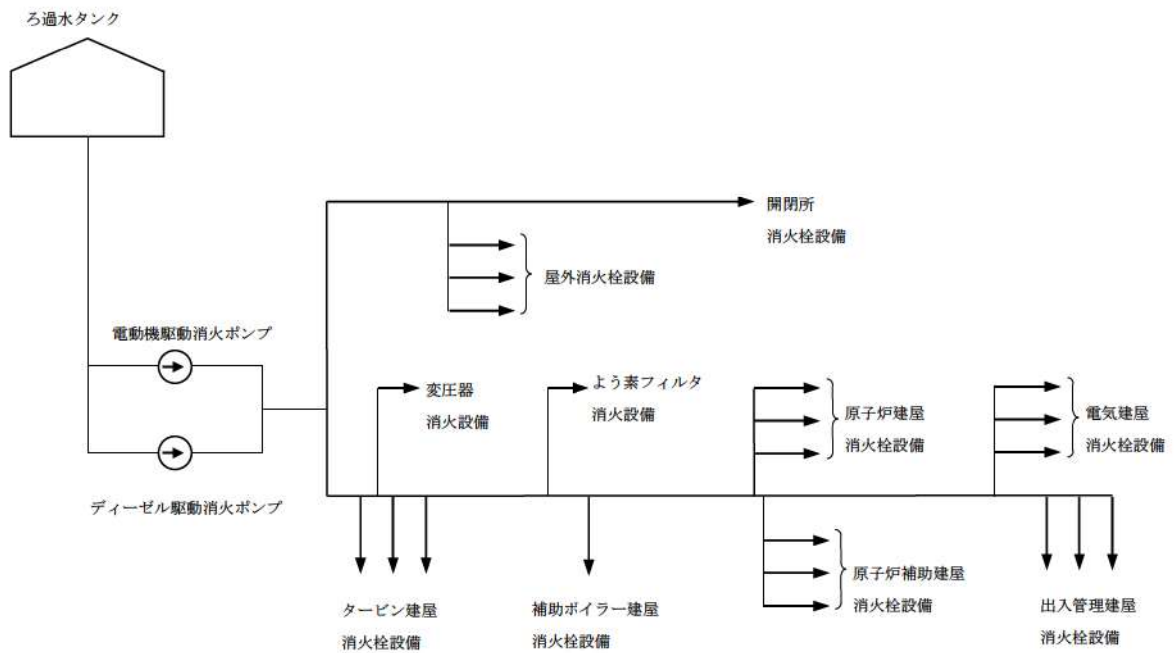 ろ過水タンク
開閉所
消火栓設備
屋外消火栓設備
電動機駆動消火ポンプ
変圧器
消火設備
よう素フィルタ
消火設備
原子炉建屋
消火栓設備
電気建屋
消火栓設備
ディーゼル駆動消火ポンプ
タービン建屋
消火栓設備
補助ボイラー建屋
消火栓設備
原子炉補助建屋
消火栓設備
出入管理建屋
消火栓設備